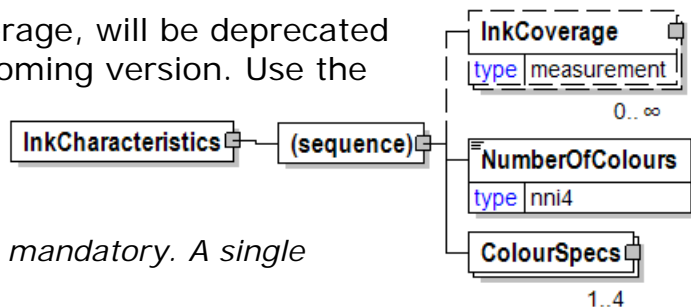 rage, will be deprecated
oming version. Use the
InkCoverage
type measurement
0.. ∞
InkCharacteristics
(sequence)
NumberOfColours
type nni4
mandatory. A single
ColourSpecs
1..4